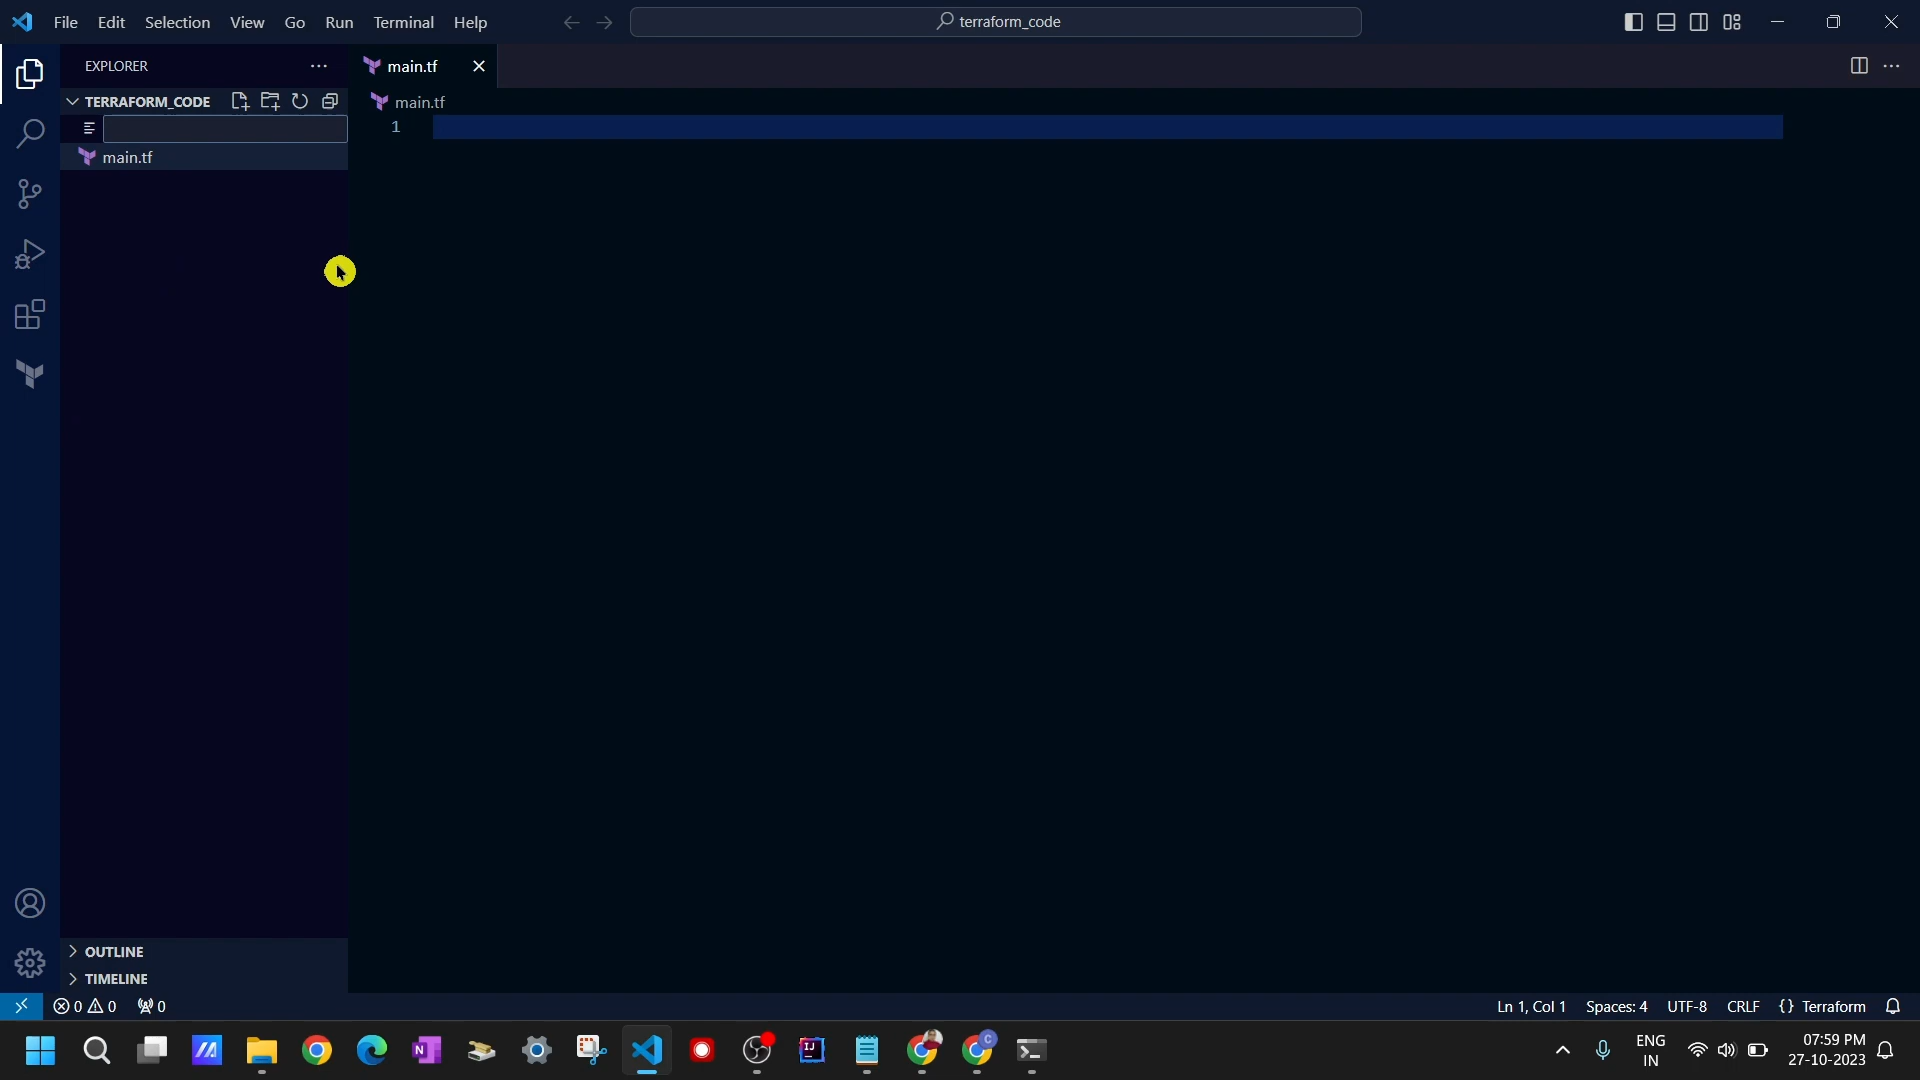 File Edit Selection View Go Run Terminal Help
terraform_code
EXPLORER
main.tf
TERRAFORM_CODE
main.tf
1
main.tf
OUTLINE
TIMELINE
0 0 0
Ln 1, Col 1 Spaces: 4 UTF-8 CRLF {} Terraform
ENG
IN
07:59 PM
27-10-2023